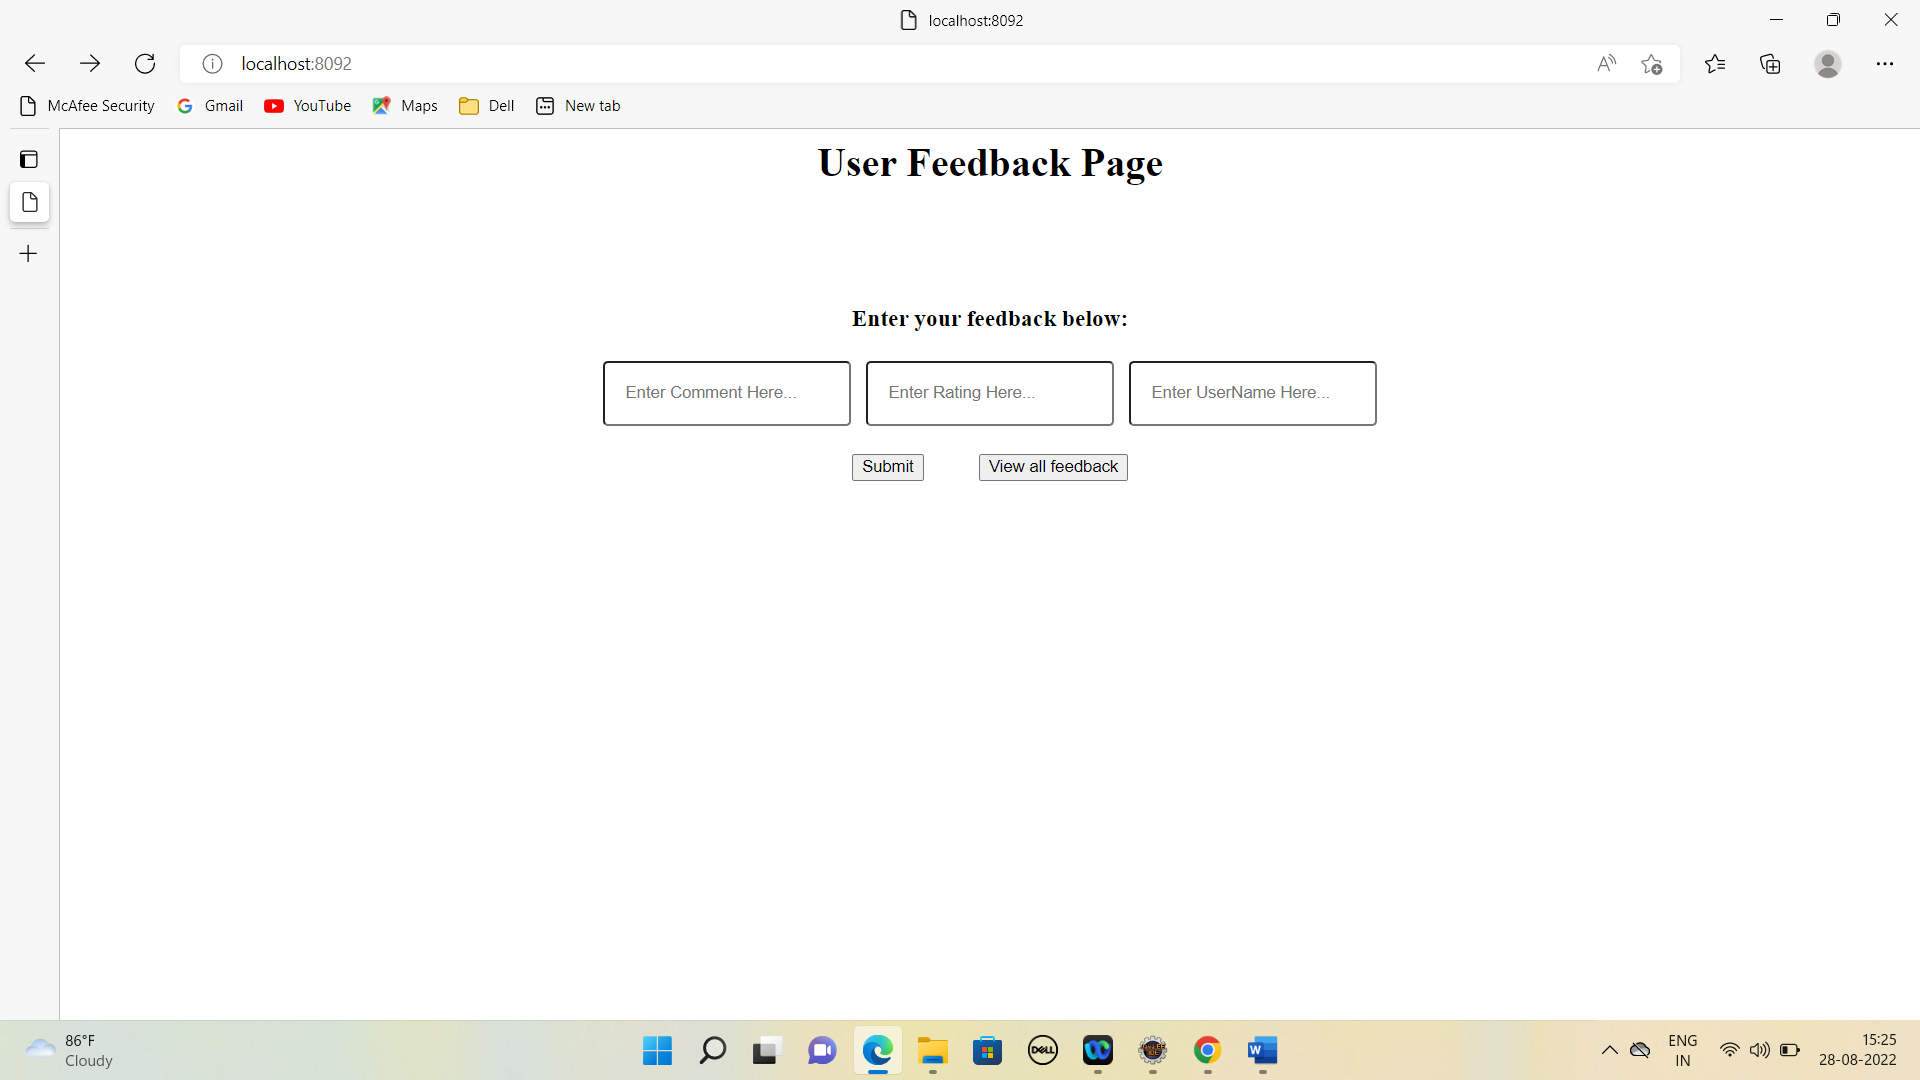 localhost:8092
localhost:8092
McAfee Security Gmail YouTube Maps Dell New tab
User Feedback Page
Enter your feedback below:
Enter Comment Here... Enter Rating Here... Enter UserName Here...
Submit View all feedback
86°F
Cloudy
DELL
ENG
IN
15:25
28-08-2022